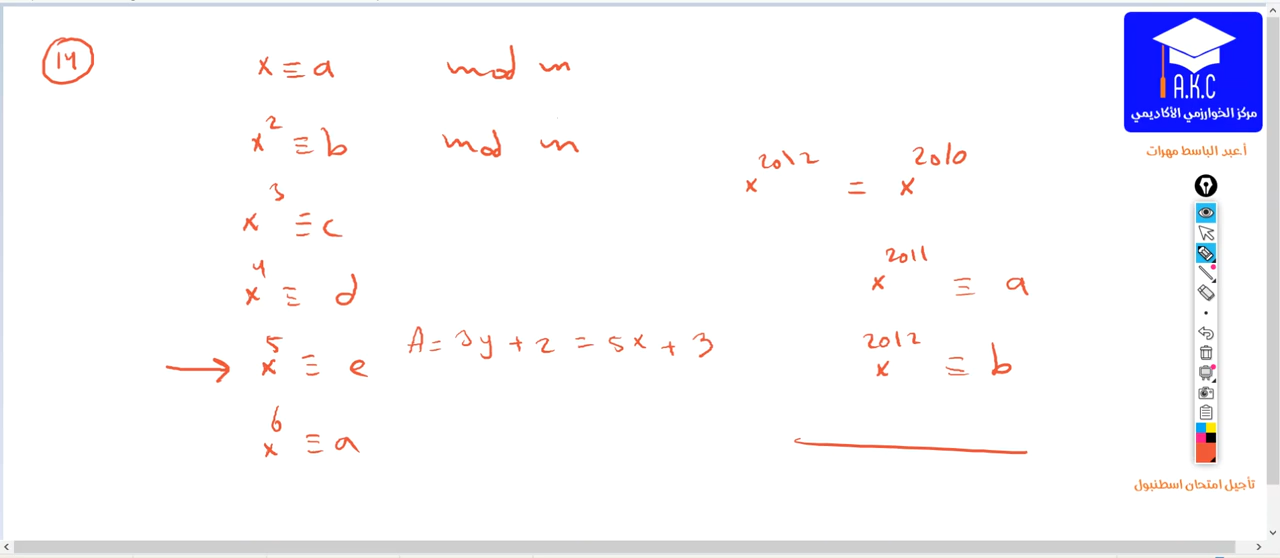 14
x ≡ a mod m
x² ≡ b mod m
x³ ≡ c
x⁴ ≡ d
→ x⁵ ≡ e
A = 3y + 2 = 5x + 3
x⁶ ≡ a
x²⁰¹² = x²⁰¹⁰
x²⁰¹¹ ≡ a
x²⁰¹² ≡ b
A.K.C
مركز الخوارزمي الأكاديمي
أ.عبد الباسط مهرات
تأجيل امتحان اسطنبول